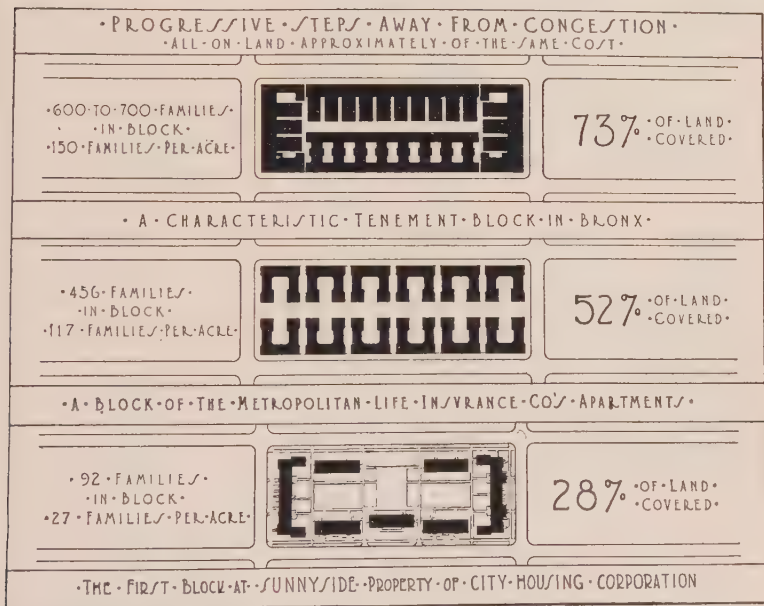 ·PROGRESSIVE·STEPS·AWAY·FROM·CONGESTION·
·ALL·ON·LAND·APPROXIMATELY·OF·THE·SAME·COST·
·600·TO·700·FAMILIES·
·IN·BLOCK·
·150·FAMILIES·PER·ACRE·
73% ·OF·LAND·
·COVERED·
·A·CHARACTERISTIC·TENEMENT·BLOCK·IN·BRONX·
·456·FAMILIES·
·IN·BLOCK·
·117·FAMILIES·PER·ACRE·
52% ·OF·LAND·
·COVERED·
·A·BLOCK·OF·THE·METROPOLITAN·LIFE·INSVRANCE·CO'S·APARTMENTS·
·92·FAMILIES·
·IN·BLOCK·
·27·FAMILIES·PER·ACRE·
28% ·OF·LAND·
·COVERED·
·THE·FIRST·BLOCK·AT·SUNNYSIDE·PROPERTY·OF·CITY·HOUSING·CORPORATION